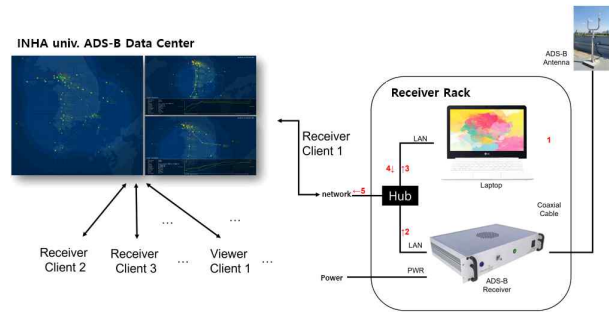 INHA univ. ADS-B Data Center
ADS-B
Antenna
Receiver Rack
Receiver
Client 1
LAN
1
4↓
↑3
Laptop
network
←5
Hub
Coaxial
Cable
↑2
LAN
Receiver
Client 2
Receiver
Client 3
...
Viewer
Client 1
...
...
...
Power
PWR
ADS-B
Receiver